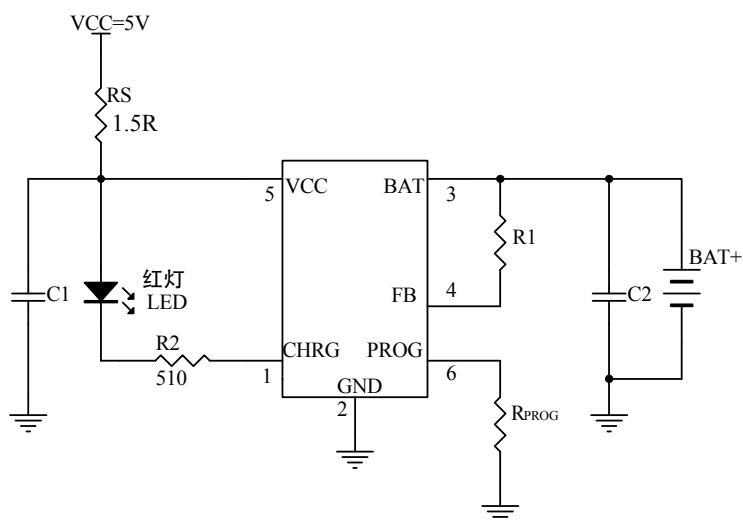 VCC=5V
RS
1.5R
5 VCC BAT 3
R1
BAT+
C1
红灯
LED
FB 4
C2
R2
510
CHRG PROG
1 6
GND
2
RPROG